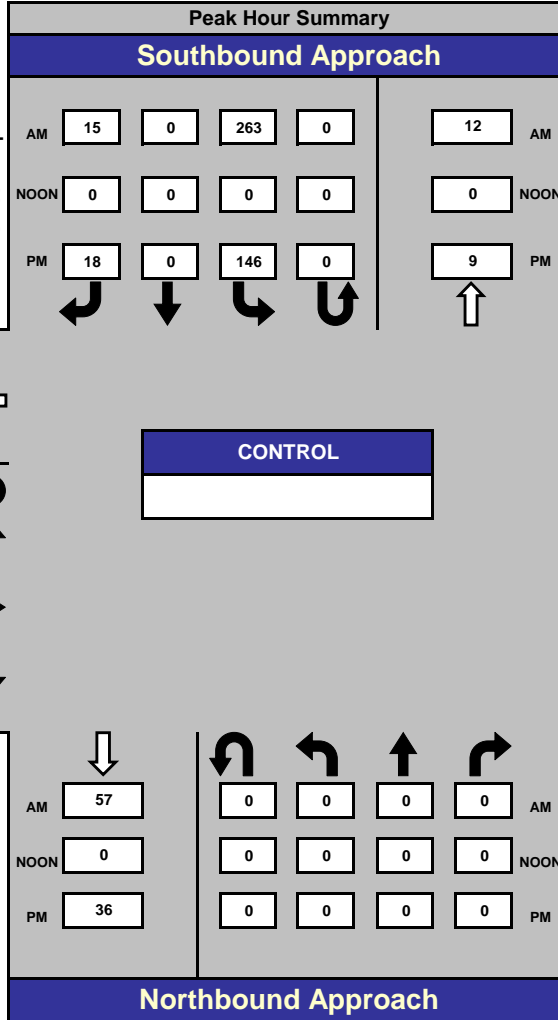 Peak Hour Summary
Southbound Approach
AM 15 0 263 0 12 AM
NOON 0 0 0 0 0 NOON
PM 18 0 146 0 9 PM
CONTROL
AM 57 0 0 0 0 AM
NOON 0 0 0 0 0 NOON
PM 36 0 0 0 0 PM
Northbound Approach